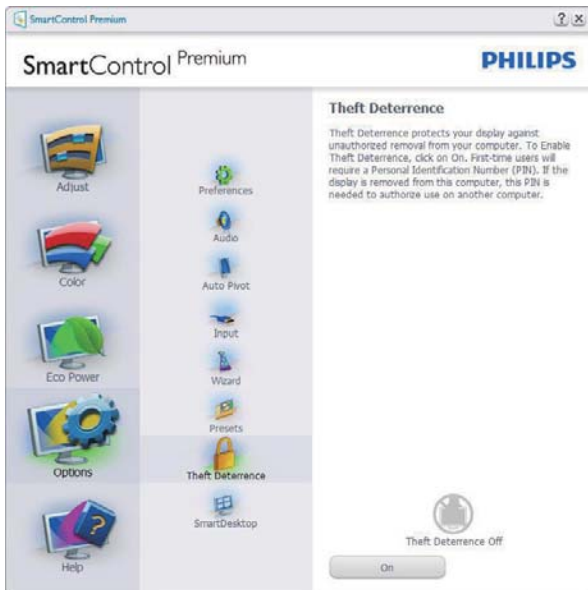 SmartControl Premium
? x
SmartControl Premium
PHILIPS
Adjust
Color
Eco Power
Options
Help
Preferences
Audio
Auto Pivot
Input
Wizard
Presets
Theft Deterrence
SmartDesktop
Theft Deterrence
Theft Deterrence protects your display against
unauthorized removal from your computer. To Enable
Theft Deterrence, click on On. First-time users will
require a Personal Identification Number (PIN). If the
display is removed from this computer, this PIN is
needed to authorize use on another computer.
Theft Deterrence Off
On